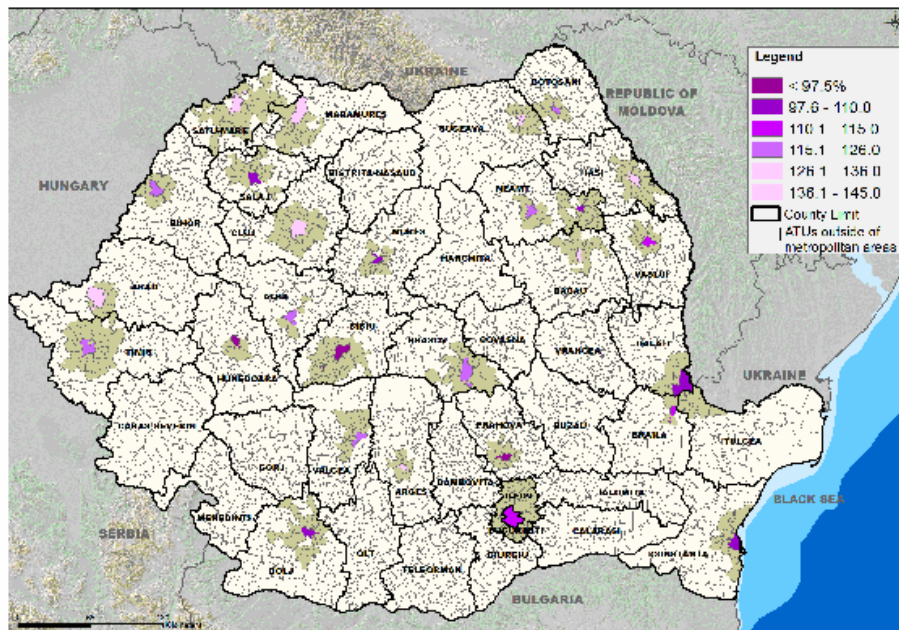 UKRAINE
REPUBLIC OF
MOLDOVA
HUNGARY
SERBIA
BULGARIA
BLACK SEA
UKRAINE
BOTOSANI
SUCEAVA
MARAMURES
SATU-MARE
BISTRITA-NASAUD
SALAJ
BIHOR
CLUJ
MURES
HARGHITA
NEAMT
IASI
BACAU
VASLUI
ARAD
ALBA
SIBIU
BRASOV
COVASNA
VRANCEA
GALATI
TIMIS
HUNEDOARA
CARAS-SEVERIN
GORJ
VALCEA
ARGES
PRAHOVA
BUZAU
BRAILA
TULCEA
DAMBOVITA
IALOMITA
MEHEDINTI
DOLJ
OLT
TELEORMAN
GIURGIU
CALARASI
CONSTANTA
Legend
< 97.5%
97.6 - 110.0
110.1 - 115.0
115.1 - 126.0
126.1 - 136.0
136.1 - 145.0
County Limit
ATUs outside of
metropolitan areas